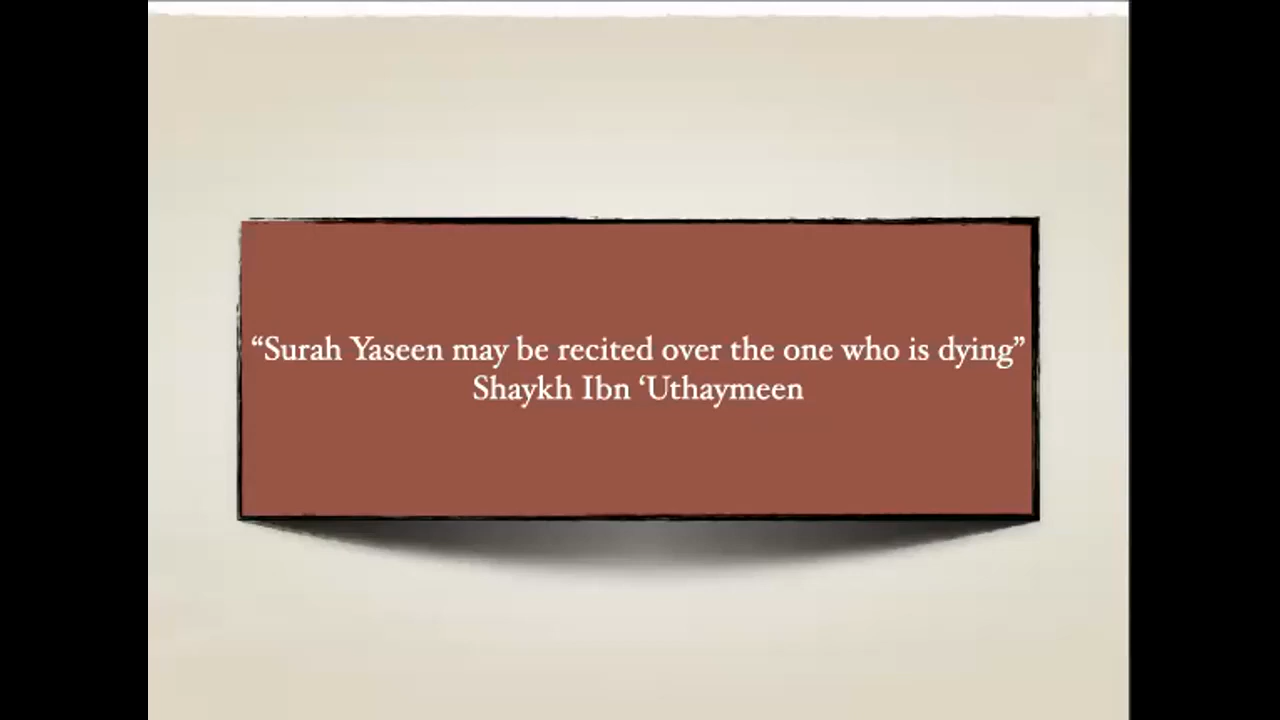 “Surah Yaseen may be recited over the one who is dying”
Shaykh Ibn ‘Uthaymeen